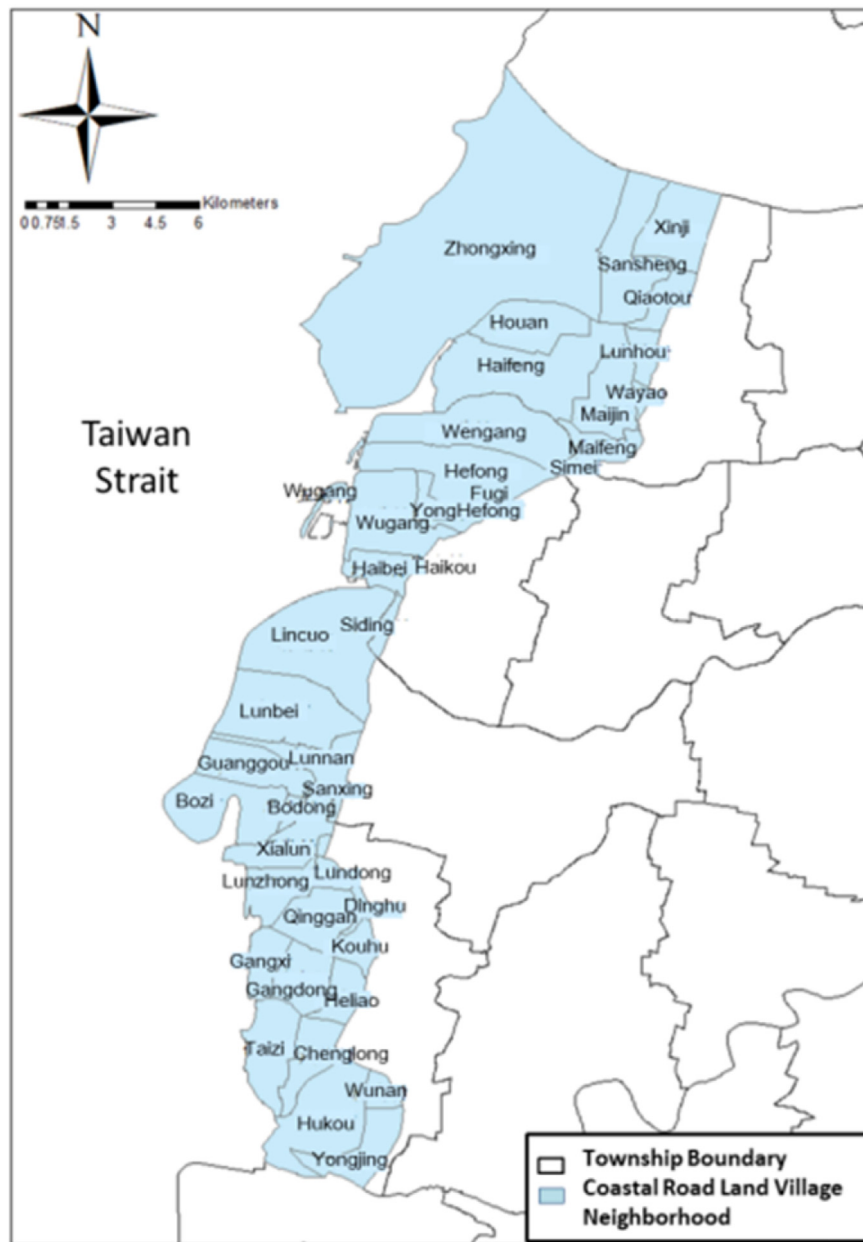 N
Kilometers
0 0.75 1.5 3 4.5 6
Xinji
Zhongxing
Sansheng
Qiaotou
Houan
Lunhou
Haifeng
Wayao
Maijin
Taiwan
Strait
Wengang
Maifeng
Simei
Hefong
Wugang
Fugi
YongHefong
Wugang
Haibei
Haikou
Siding
Lincuo
Lunbei
Lunnan
Guanggou
Sanxing
Bozi
Bodong
Xialun
Lundong
Lunzhong
Dinghu
Qinggan
Kouhu
Gangxi
Gangdong
Heliao
Taizi
Chenglong
Wunan
Hukou
Yongjing
Township Boundary
Coastal Road Land Village
Neighborhood